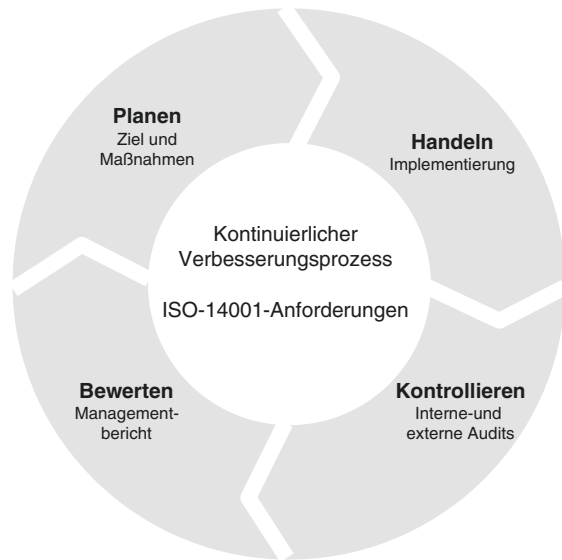 Planen
Ziel und
Maßnahmen
Handeln
Implementierung
Kontinuierlicher
Verbesserungsprozess
ISO-14001-Anforderungen
Bewerten
Management-
bericht
Kontrollieren
Interne-und
externe Audits